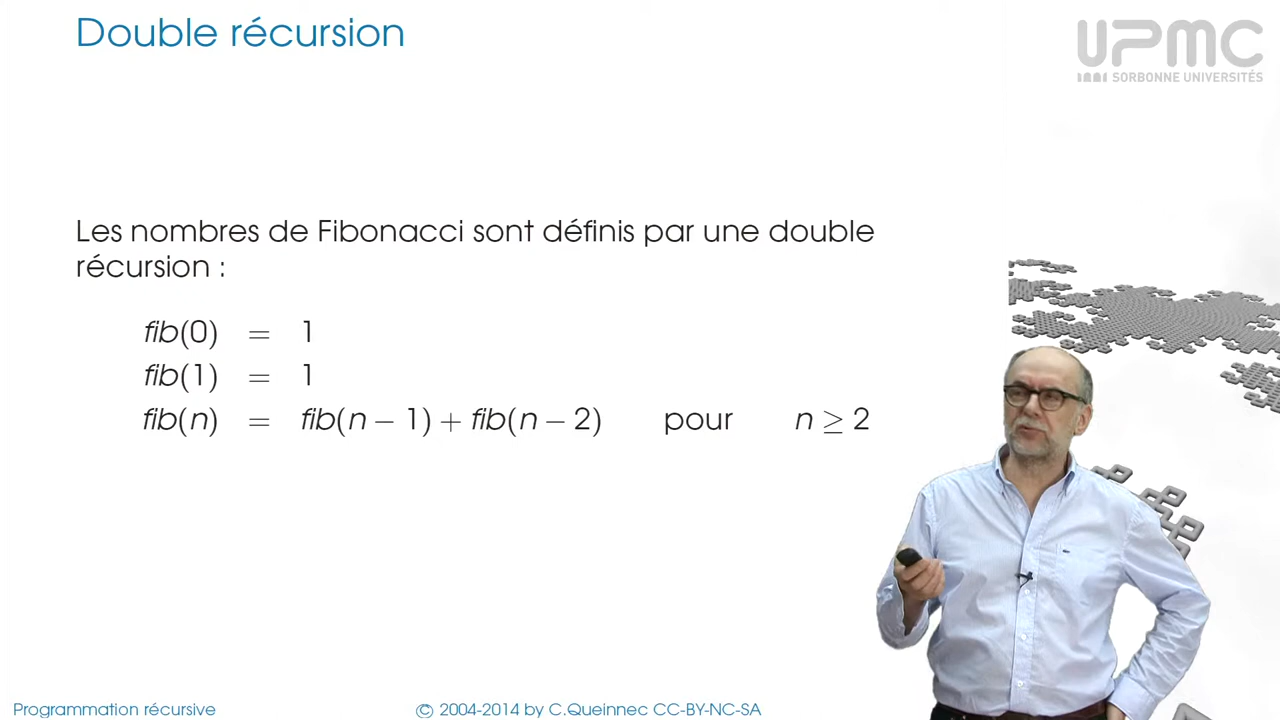 Double récursion
UPMC
SORBONNE UNIVERSITÉS
Les nombres de Fibonacci sont définis par une double
récursion :
fib(0) = 1
fib(1) = 1
fib(n) = fib(n − 1) + fib(n − 2) pour n ≥ 2
Programmation récursive
© 2004-2014 by C.Queinnec CC-BY-NC-SA